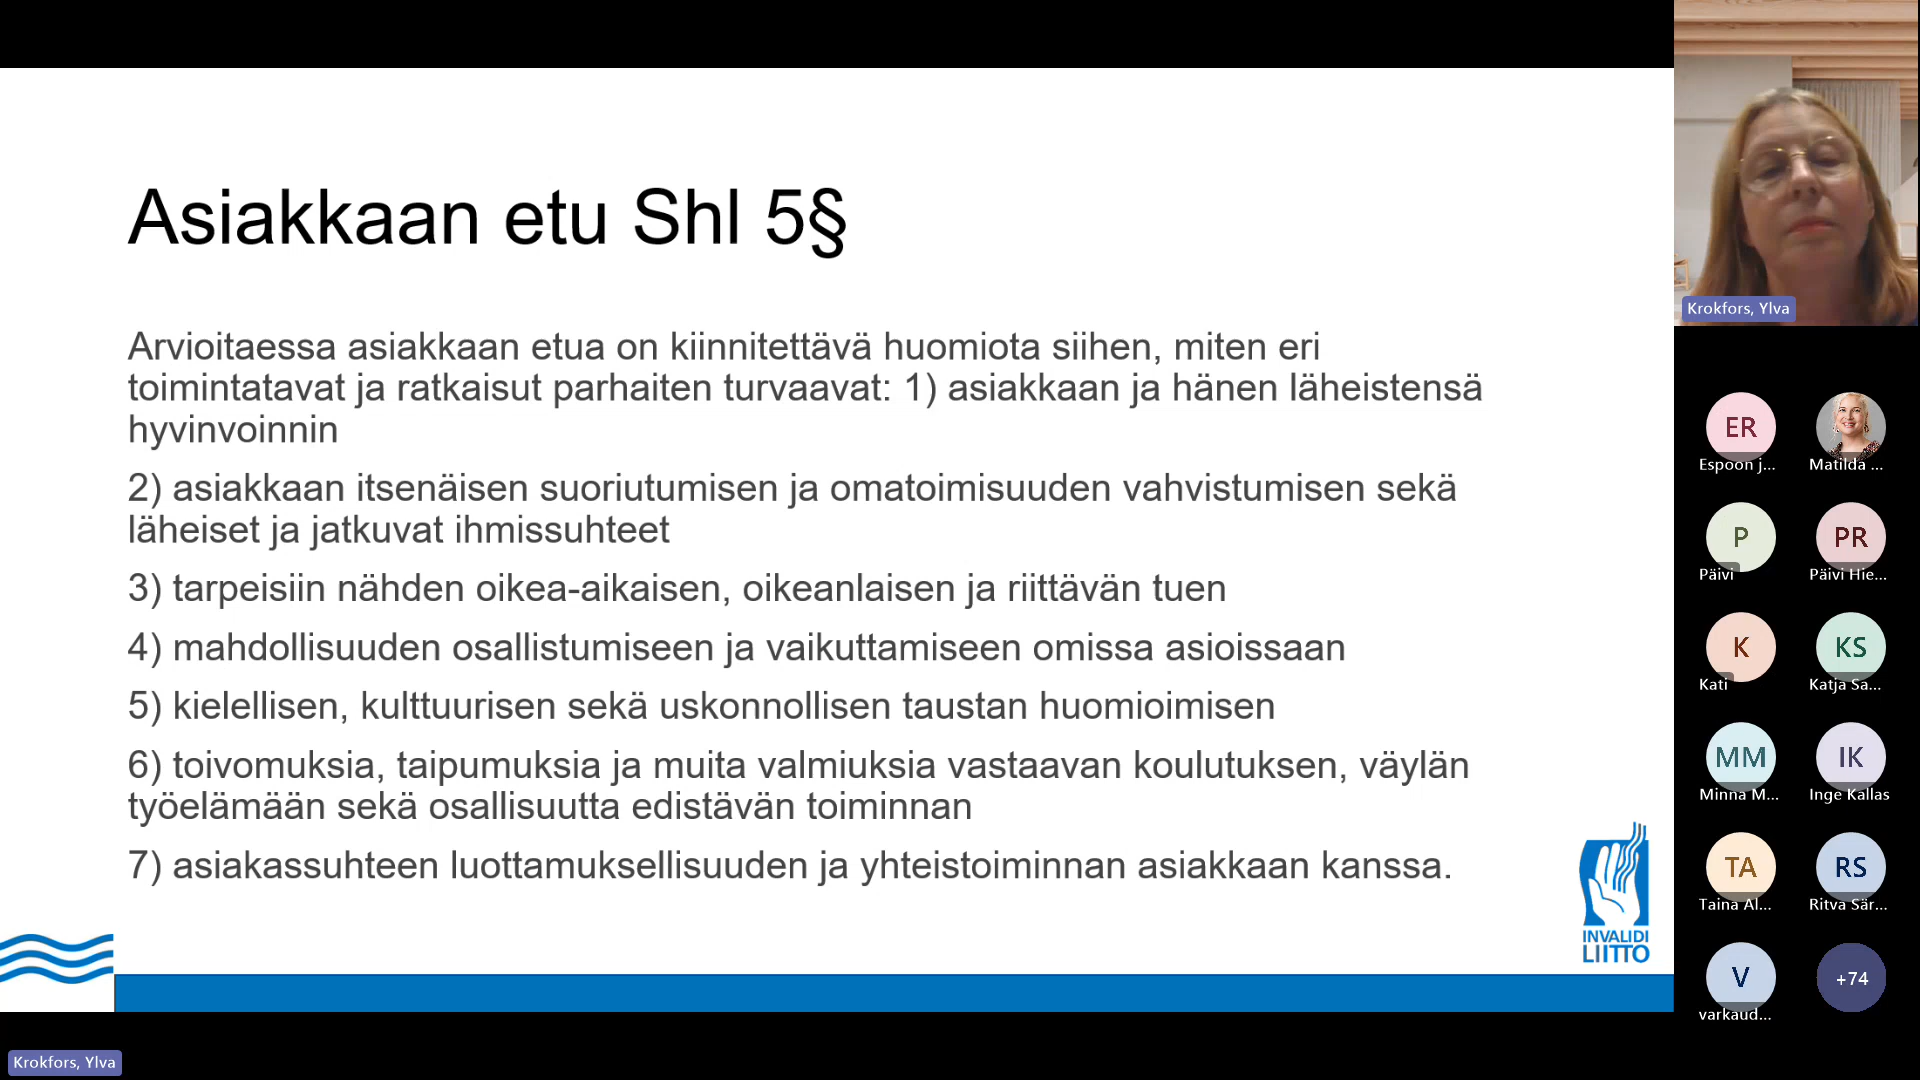 Asiakkaan etu Shl 5§
Arvioitaessa asiakkaan etua on kiinnitettävä huomiota siihen, miten eri
toimintatavat ja ratkaisut parhaiten turvaavat: 1) asiakkaan ja hänen läheistensä
hyvinvoinnin
2) asiakkaan itsenäisen suoriutumisen ja omatoimisuuden vahvistumisen sekä
läheiset ja jatkuvat ihmissuhteet
3) tarpeisiin nähden oikea-aikaisen, oikeanlaisen ja riittävän tuen
4) mahdollisuuden osallistumiseen ja vaikuttamiseen omissa asioissaan
5) kielellisen, kulttuurisen sekä uskonnollisen taustan huomioimisen
6) toivomuksia, taipumuksia ja muita valmiuksia vastaavan koulutuksen, väylän
työelämään sekä osallisuutta edistävän toiminnan
7) asiakassuhteen luottamuksellisuuden ja yhteistoiminnan asiakkaan kanssa.
INVALIDI
LIITTO
Krokfors, Ylva
Krokfors, Ylva
ER
Espoon j...
Matilda ...
P
Päivi
PR
Päivi Hie...
K
Kati
KS
Katja Sa...
MM
Minna M...
IK
Inge Kallas
TA
Taina Al...
RS
Ritva Sär...
V
varkaud...
+74